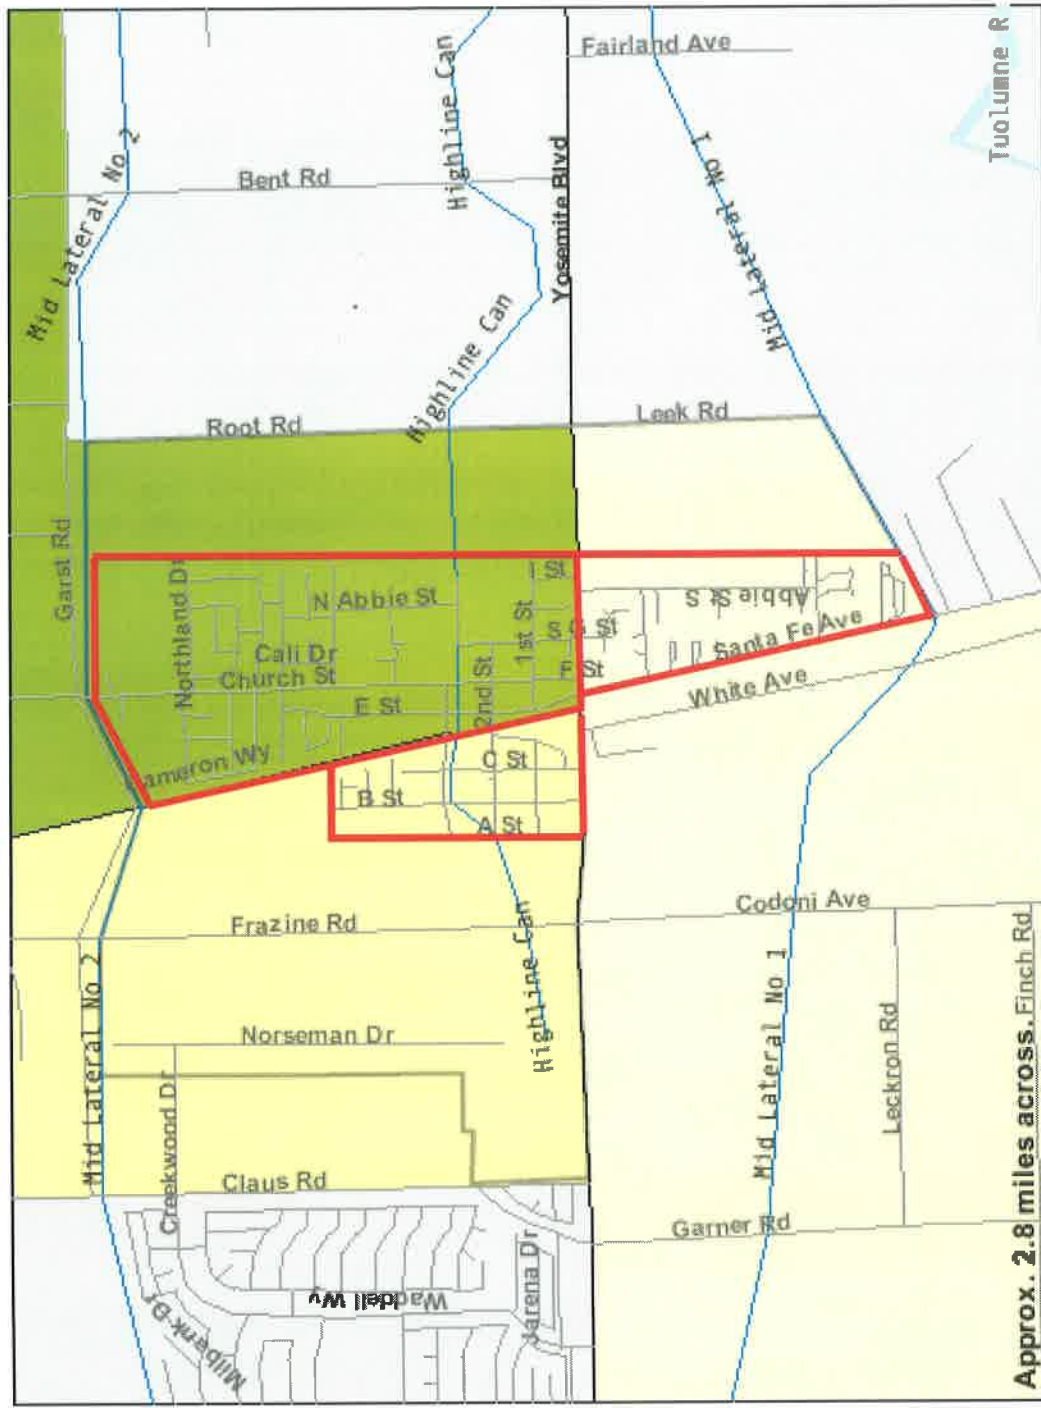 Fairland Ave
Tuolumne R
Highline Can
Mid Lateral No 2
Mid Lateral No 1
Bent Rd
Yosemite Blvd
Highline Can
Root Rd
Leek Rd
Garst Rd
Northland Dr
N Abbie St
St
1st St
S G St
Abbie St S
Cali Dr
Church St
2nd St
F St
Santa Fe Ave
E St
White Ave
ameron Wy
C St
B St
A St
Frazine Rd
Codoni Ave
Highline Can
Mid Lateral No 2
Mid Lateral No 1
Norseman Dr
Finch Rd
Leckron Rd
Creekwood Dr
Claus Rd
Garner Rd
Jarena Dr
Wadell Wy
Millbank Dr
Approx. 2.8 miles across.